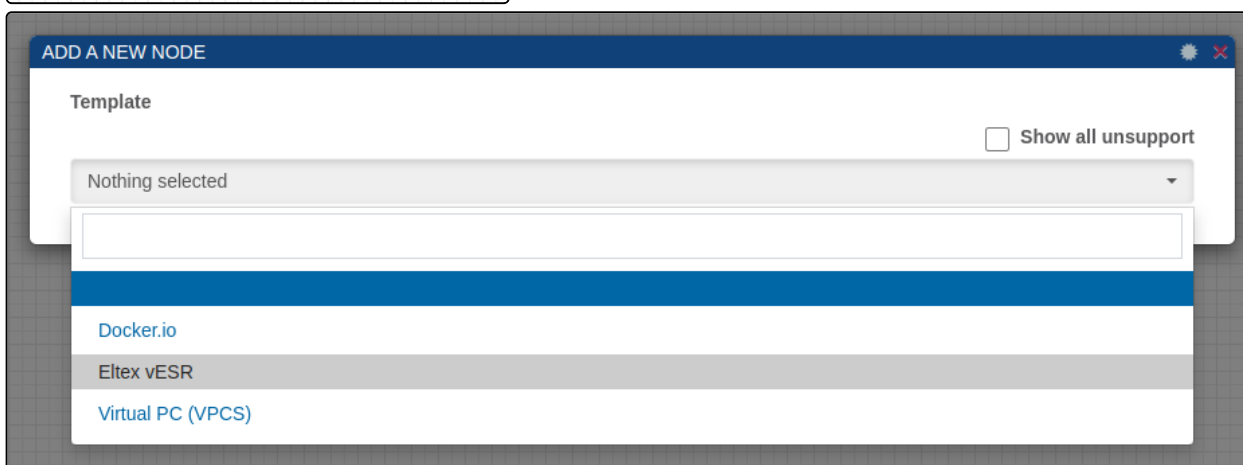 ADD A NEW NODE
Template
Show all unsupport
Nothing selected
Docker.io
Eltex vESR
Virtual PC (VPCS)